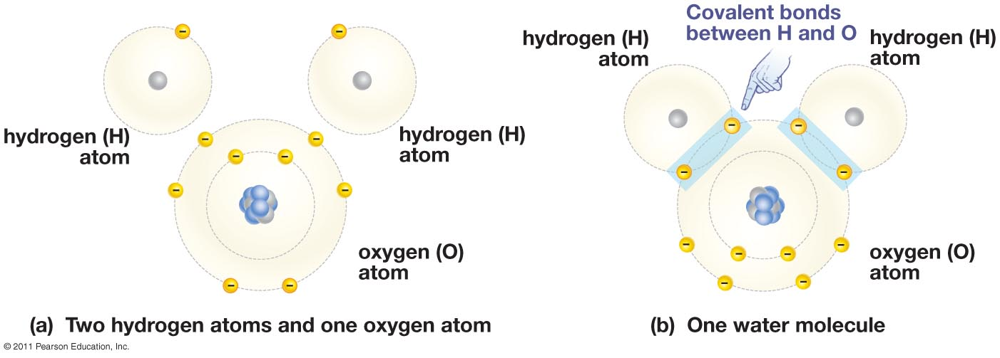 hydrogen (H)
atom
hydrogen (H)
atom
oxygen (O)
atom
(a) Two hydrogen atoms and one oxygen atom
Covalent bonds
between H and O
hydrogen (H)
atom
hydrogen (H)
atom
oxygen (O)
atom
(b) One water molecule
© 2011 Pearson Education, Inc.